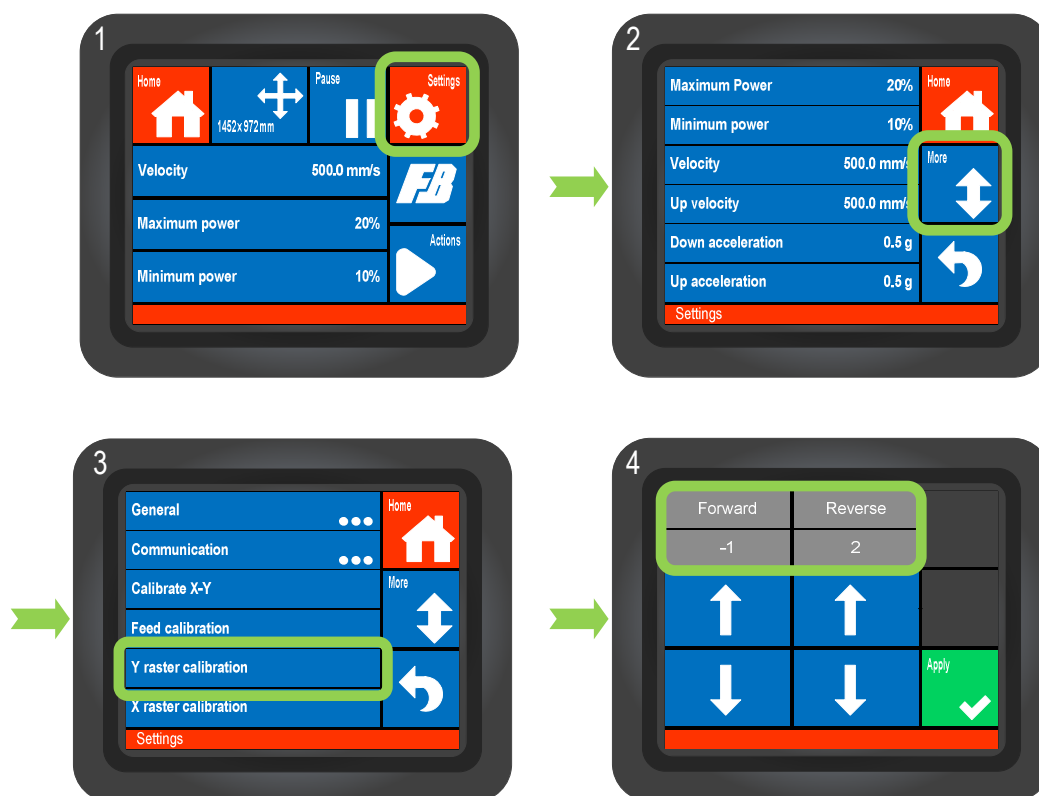 1
Home
1452x972mm
Pause
Settings
Velocity 500.0 mm/s
FB
Maximum power 20%
Actions
Minimum power 10%
2
Maximum Power 20%
Home
Minimum power 10%
Velocity 500.0 mm/s
More
Up velocity 500.0 mm/s
Down acceleration 0.5 g
Up acceleration 0.5 g
Settings
3
General
Home
Communication
Calibrate X-Y
More
Feed calibration
Y raster calibration
X raster calibration
Settings
4
Forward Reverse
-1 2
Apply